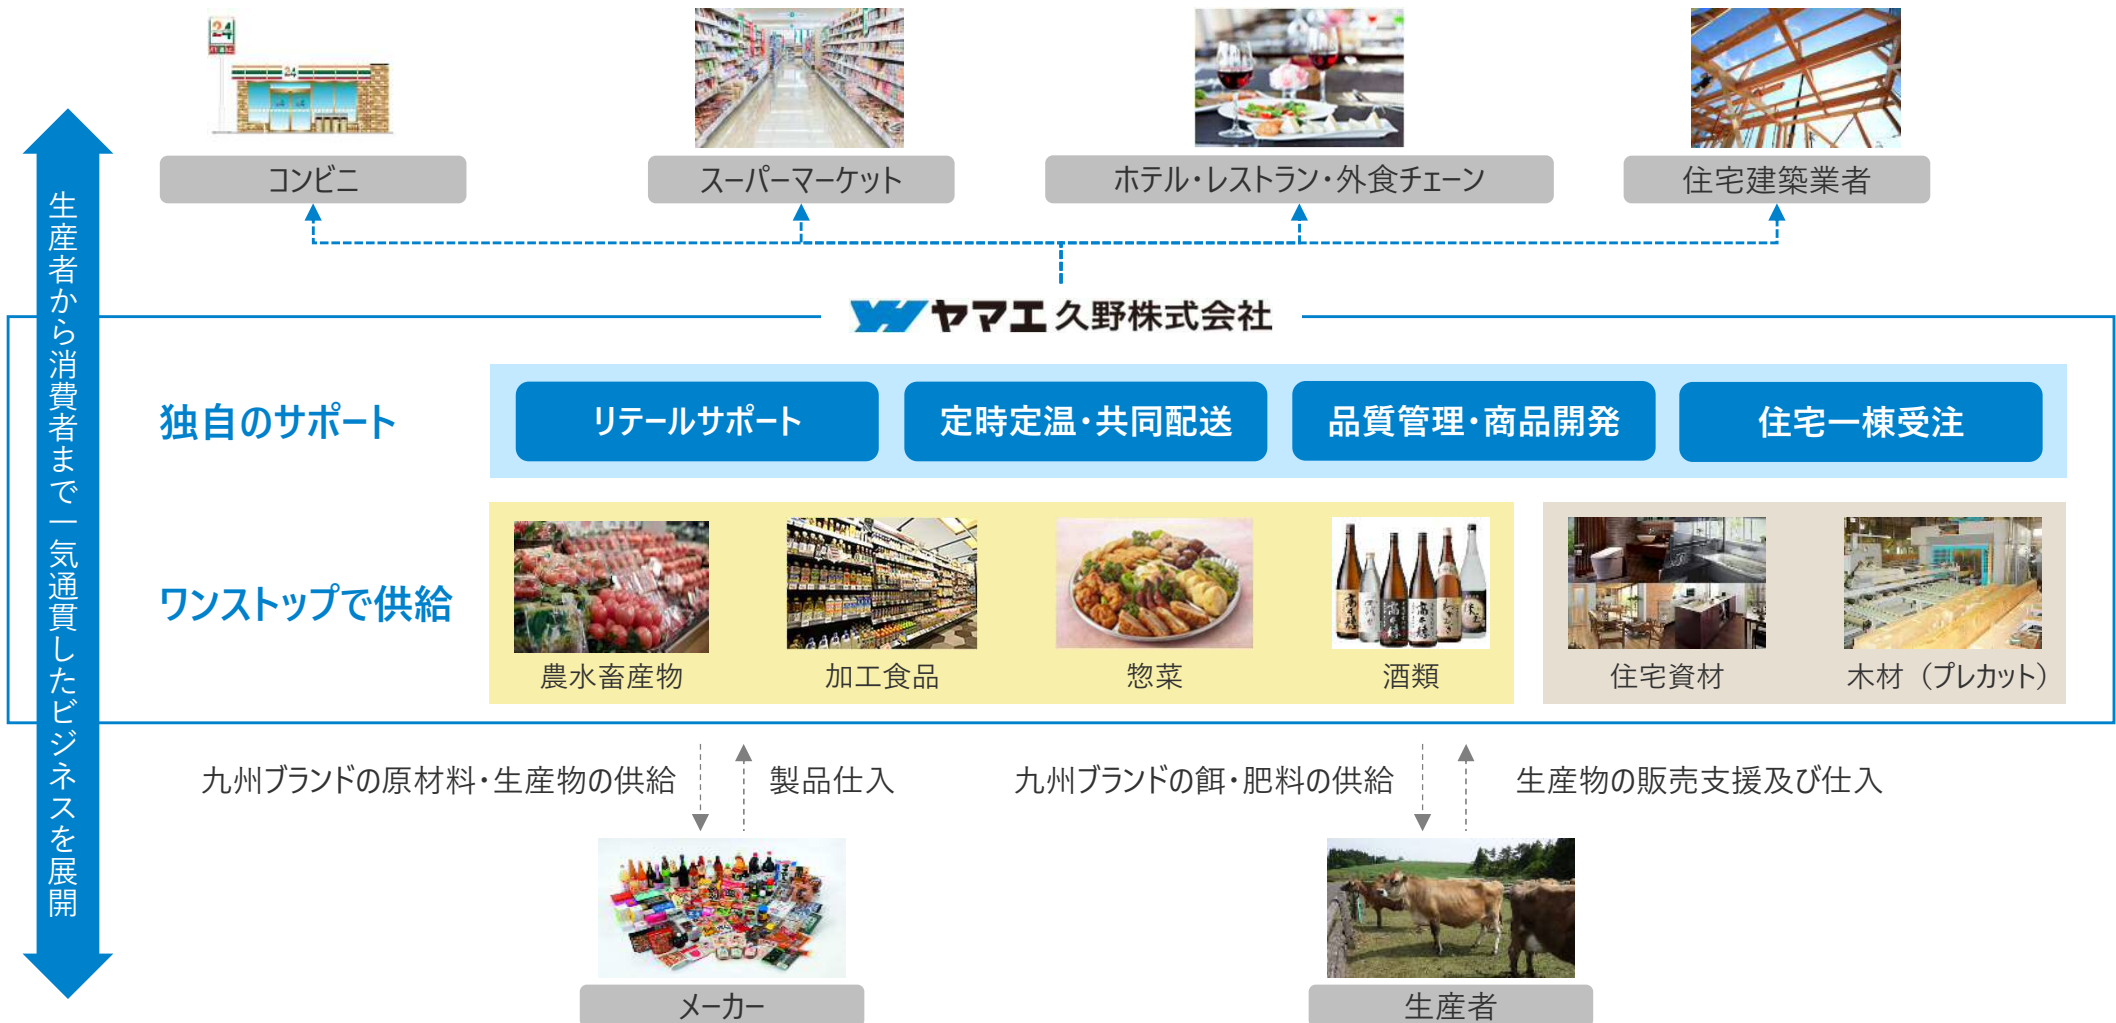 24
24
コンビニ
スーパーマーケット
ホテル・レストラン・外食チェーン
住宅建築業者
生産者から消費者まで一気通貫したビジネスを展開
ヤマエ久野株式会社
独自のサポート
リテールサポート
定時定温・共同配送
品質管理・商品開発
住宅一棟受注
ワンストップで供給
高千穂
高千穂
農水畜産物
加工食品
惣菜
酒類
住宅資材
木材（プレカット）
九州ブランドの原材料・生産物の供給
製品仕入
九州ブランドの餌・肥料の供給
生産物の販売支援及び仕入
メーカー
生産者